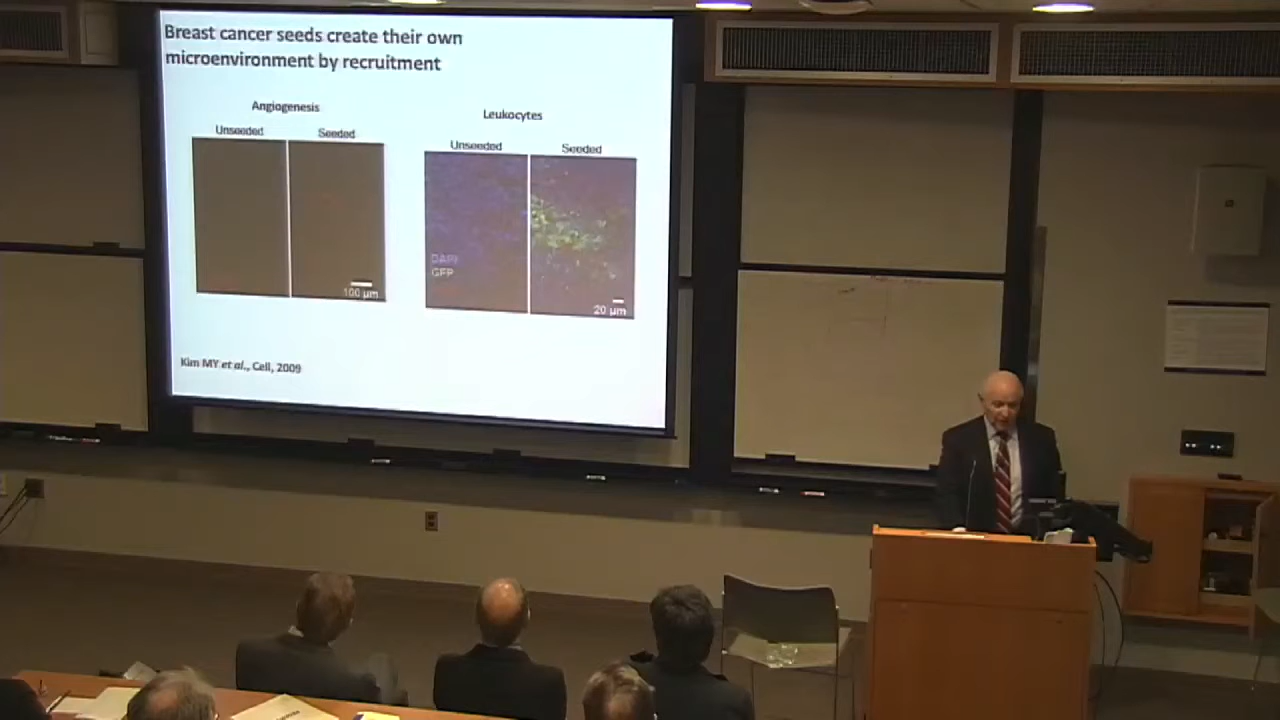 Breast cancer seeds create their own
microenvironment by recruitment
Angiogenesis
Unseeded Seeded
100 µm
Leukocytes
Unseeded Seeded
DAPI
GFP
20 µm
Kim MY et al., Cell, 2009